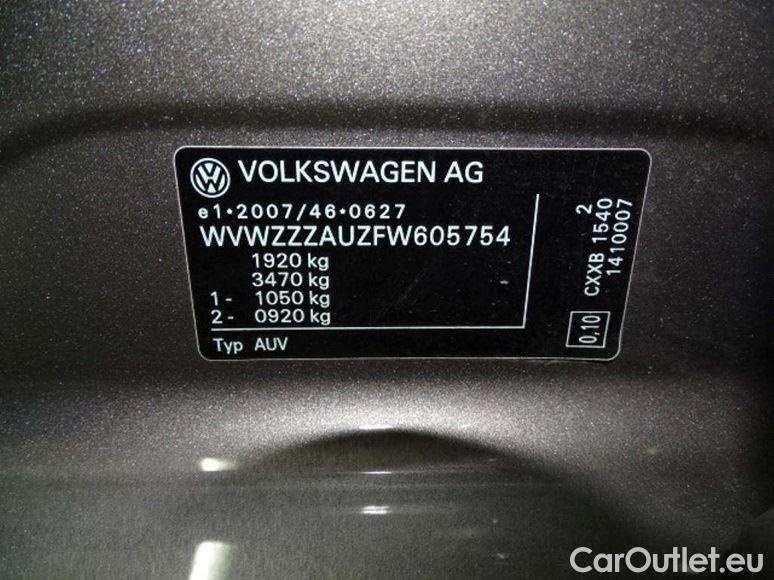 VOLKSWAGEN AG
e1*2007/46*0627
WVWZZZAUZFW605754
1920 kg
3470 kg
1 - 1050 kg
2 - 0920 kg
Typ AUV
2
CXXB 1540
1410007
0,10
CarOutlet.eu